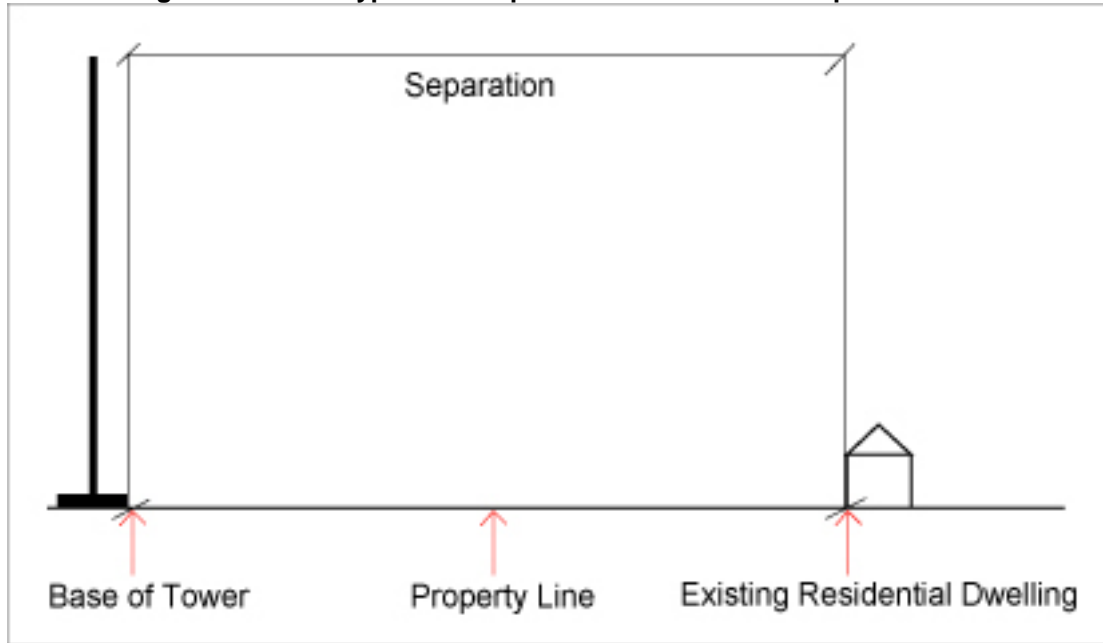 Separation
Base of Tower
Property Line
Existing Residential Dwelling